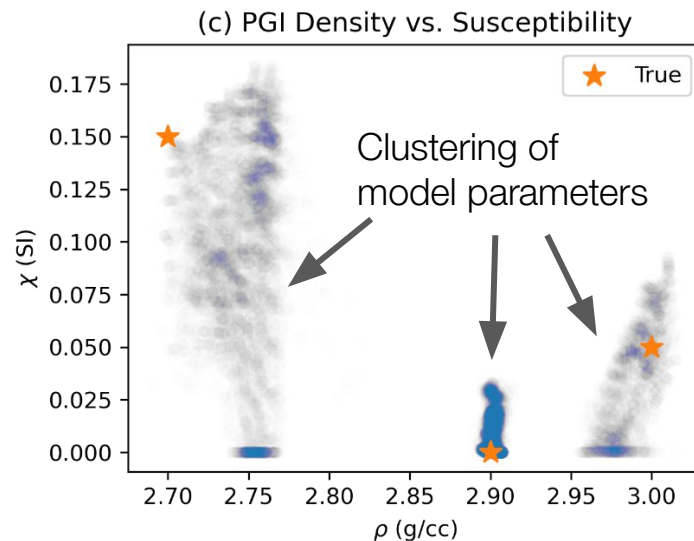 (c) PGI Density vs. Susceptibility
True
Clustering of
model parameters
χ (SI)
0.175
0.150
0.125
0.100
0.075
0.050
0.025
0.000
2.70 2.75 2.80 2.85 2.90 2.95 3.00
ρ (g/cc)